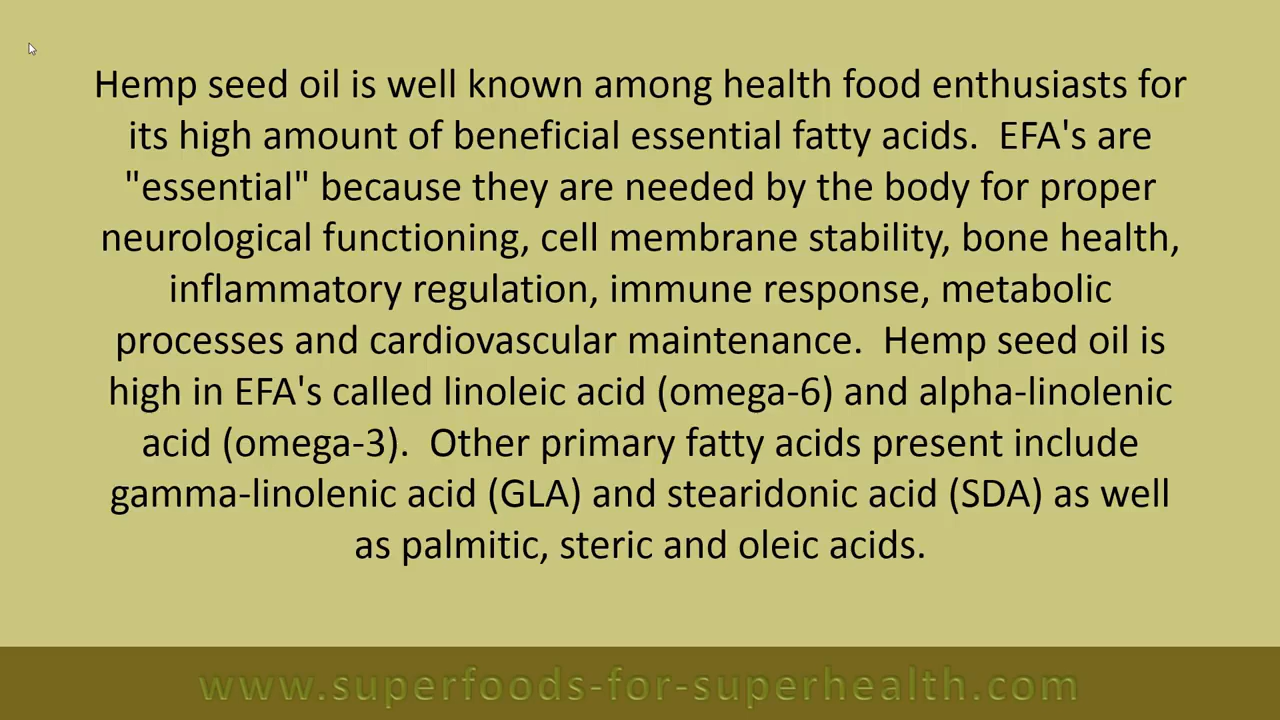 Hemp seed oil is well known among health food enthusiasts for
its high amount of beneficial essential fatty acids.  EFA's are
"essential" because they are needed by the body for proper
neurological functioning, cell membrane stability, bone health,
inflammatory regulation, immune response, metabolic
processes and cardiovascular maintenance.  Hemp seed oil is
high in EFA's called linoleic acid (omega-6) and alpha-linolenic
acid (omega-3).  Other primary fatty acids present include
gamma-linolenic acid (GLA) and stearidonic acid (SDA) as well
as palmitic, steric and oleic acids.
www.superfoods-for-superhealth.com